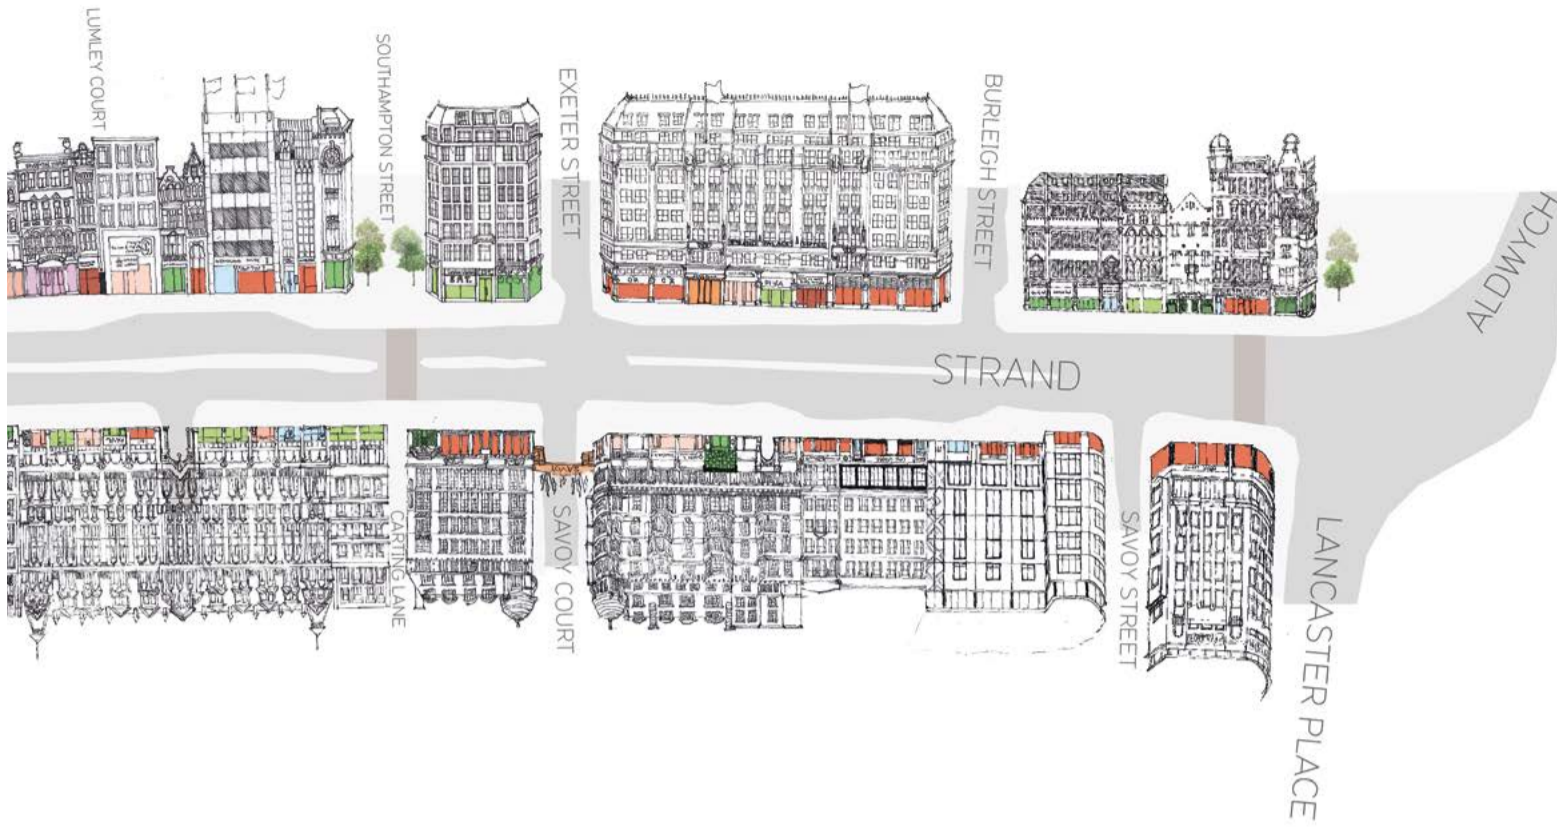 LUMLEY COURT
SOUTHAMPTON STREET
EXETER STREET
BURLEIGH STREET
ALDWYCH
STRAND
CARTING LANE
SAVOY COURT
SAVOY STREET
LANCASTER PLACE